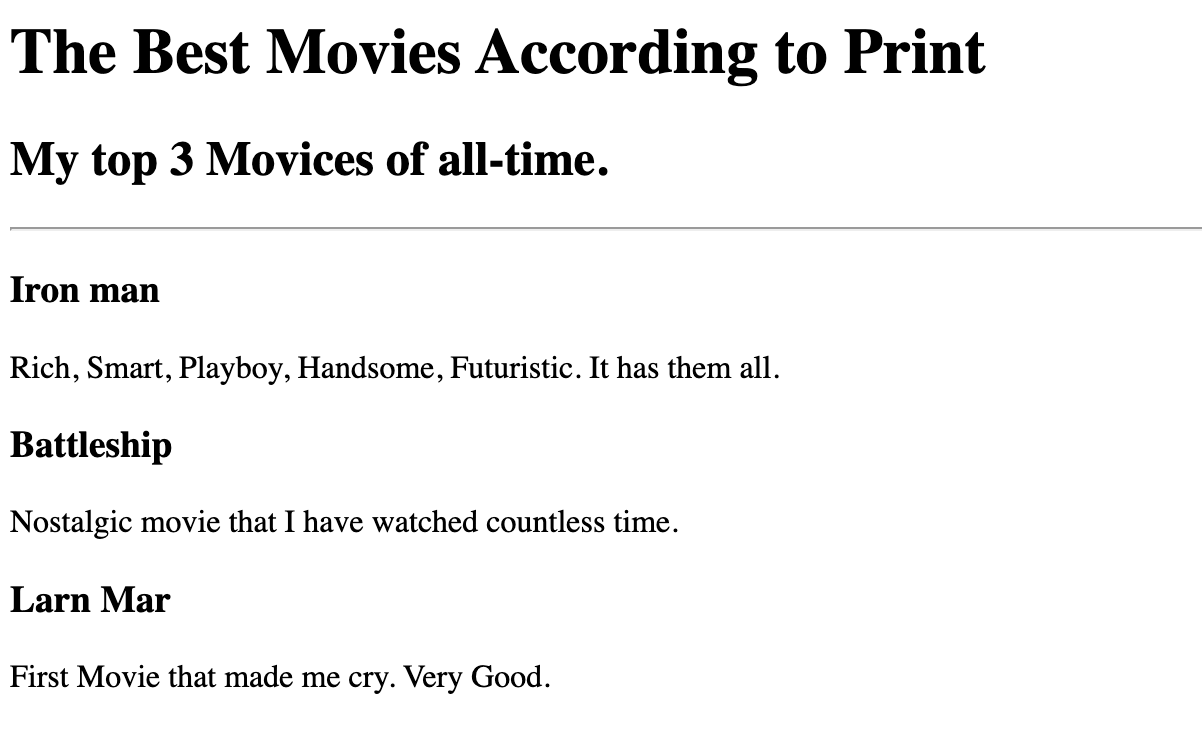 The Best Movies According to Print
My top 3 Movices of all-time.
Iron man
Rich, Smart, Playboy, Handsome, Futuristic. It has them all.
Battleship
Nostalgic movie that I have watched countless time.
Larn Mar
First Movie that made me cry. Very Good.